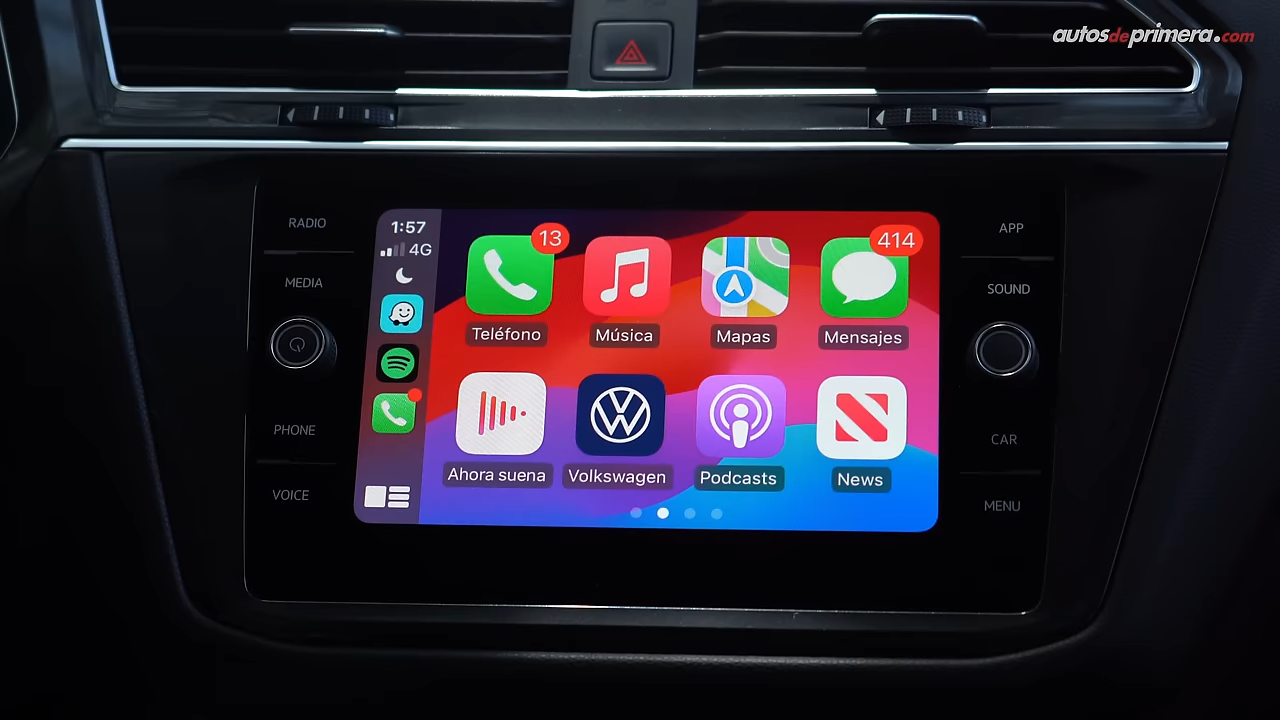 autosdeprimera.com
RADIO
MEDIA
PHONE
VOICE
1:57
4G
13
414
Teléfono
Música
Mapas
Mensajes
Ahora suena
Volkswagen
Podcasts
News
APP
SOUND
CAR
MENU